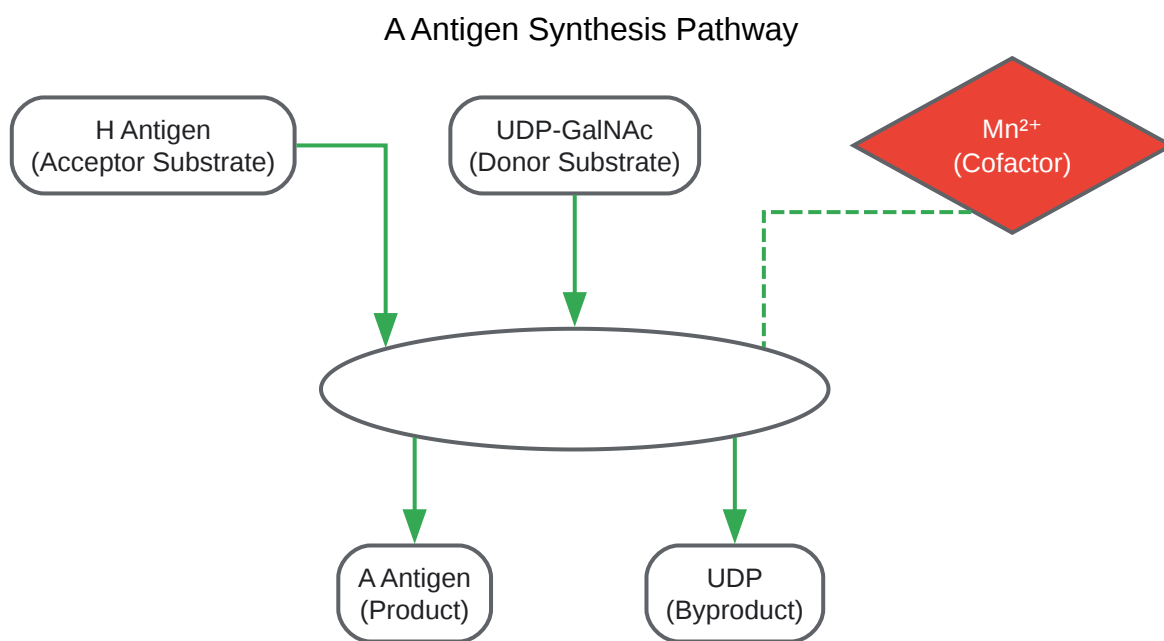 A Antigen Synthesis Pathway
H Antigen
(Acceptor Substrate)
UDP-GalNAc
(Donor Substrate)
Mn²⁺
(Cofactor)
A Antigen
(Product)
UDP
(Byproduct)